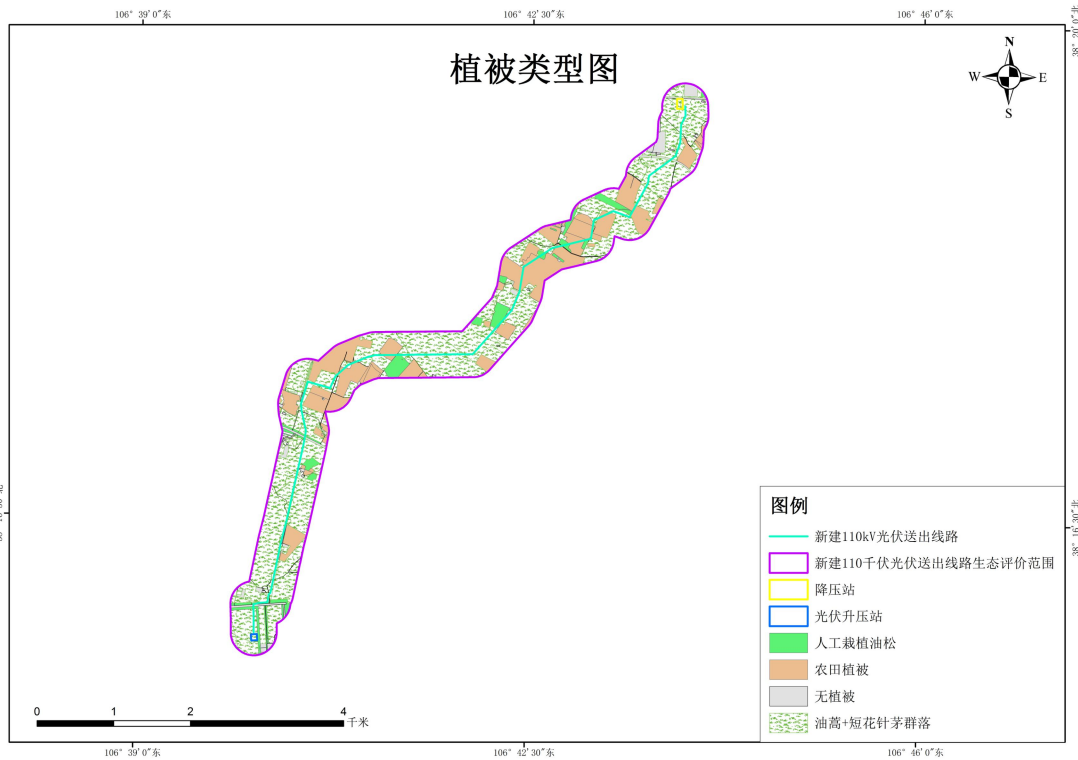 106° 39′ 0″东
106° 42′ 30″东
106° 46′ 0″东
植被类型图
N
W
E
S
图例
新建110kV光伏送出线路
新建110千伏光伏送出线路生态评价范围
降压站
光伏升压站
人工栽植油松
农田植被
无植被
油蒿+短花针茅群落
38° 16′ 30″北
0
1
2
4
千米
106° 39′ 0″东
106° 42′ 30″东
106° 46′ 0″东